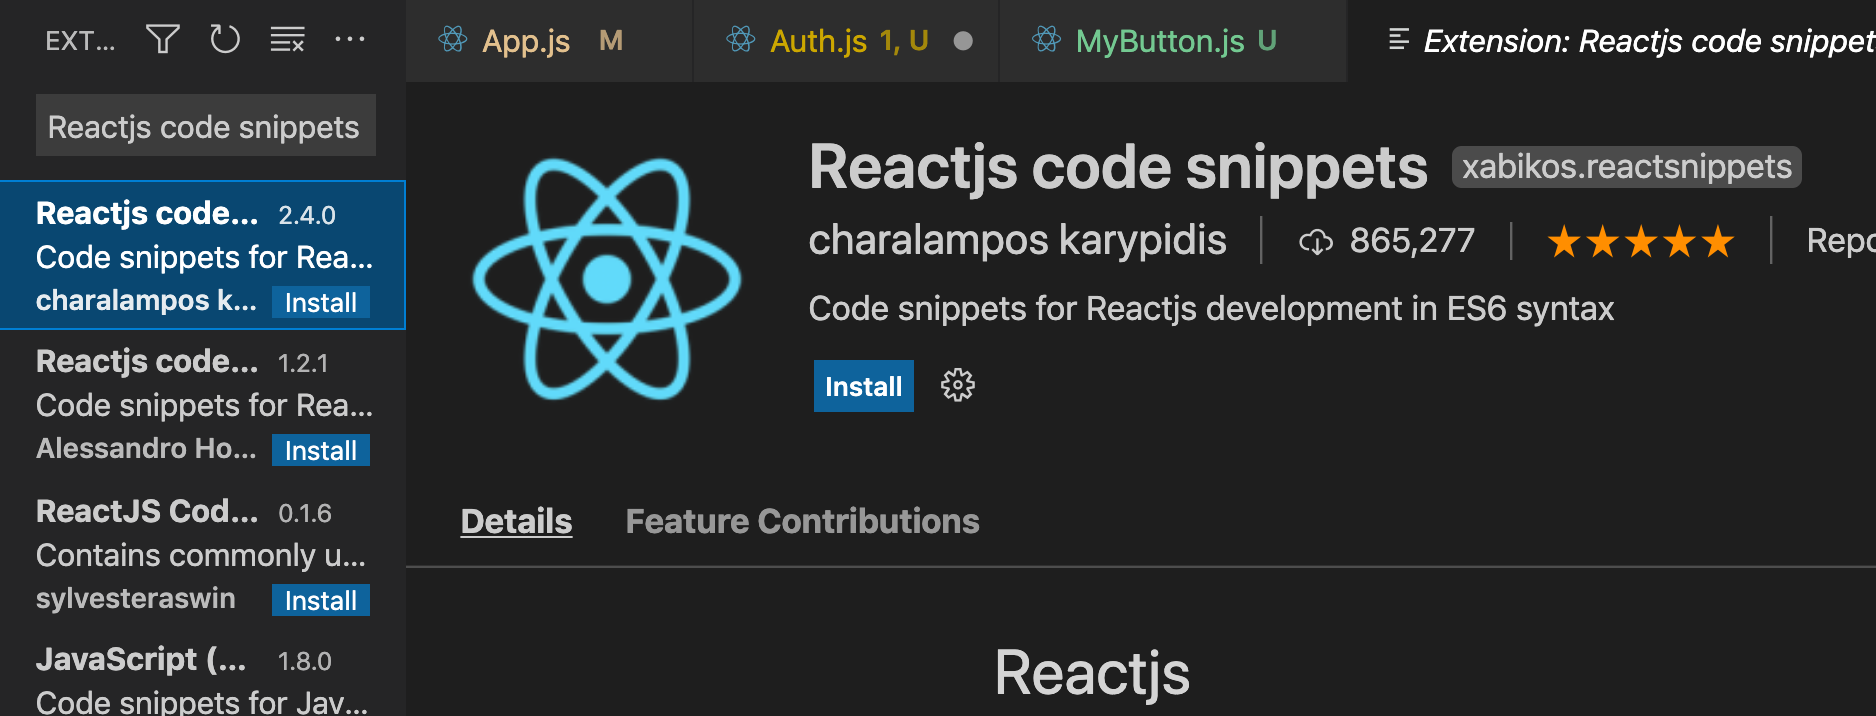 EXT...
App.js M
Auth.js 1, U
MyButton.js U
Extension: Reactjs code snippet
Reactjs code snippets
Reactjs code... 2.4.0
Code snippets for Rea...
charalampos k... Install
Reactjs code... 1.2.1
Code snippets for Rea...
Alessandro Ho... Install
ReactJS Cod... 0.1.6
Contains commonly u...
sylvesteraswin Install
JavaScript (... 1.8.0
Code snippets for Jav...
Reactjs code snippets xabikos.reactsnippets
charalampos karypidis 865,277 Repo
Code snippets for Reactjs development in ES6 syntax
Install
Details Feature Contributions
Reactjs